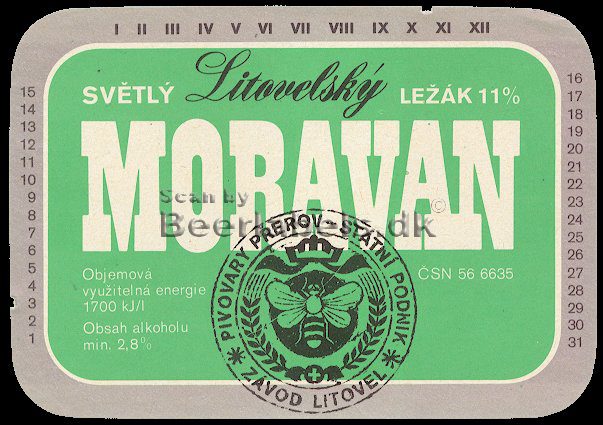 I II III IV V VI VII VIII IX X XI XII
SVĚTLÝ Litovelský LEŽÁK 11%
MORAVAN
©
Scan by
Beerlabels.dk
Objemová
využitelná energie
1700 kJ/l
Obsah alkoholu
min. 2,8%
ČSN 56 6635
PIVOVARY PŘEROV - STÁTNÍ PODNIK
* ZÁVOD LITOVEL *
15
14
13
12
11
10
9
8
7
6
5
4
3
2
1
16
17
18
19
20
21
22
23
24
25
26
27
28
29
30
31